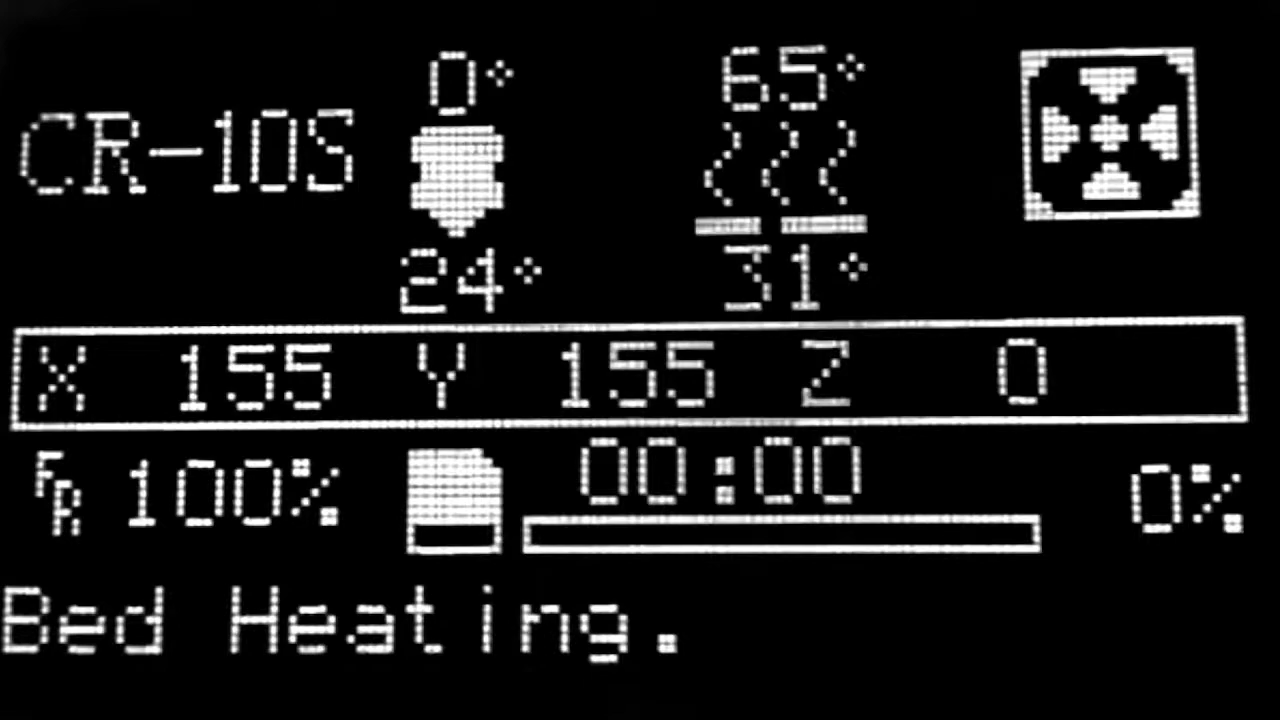 0° 65°
CR-10S
24° 31°
X 155 Y 155 Z 0
FR 100% 00:00 0%
Bed Heating.